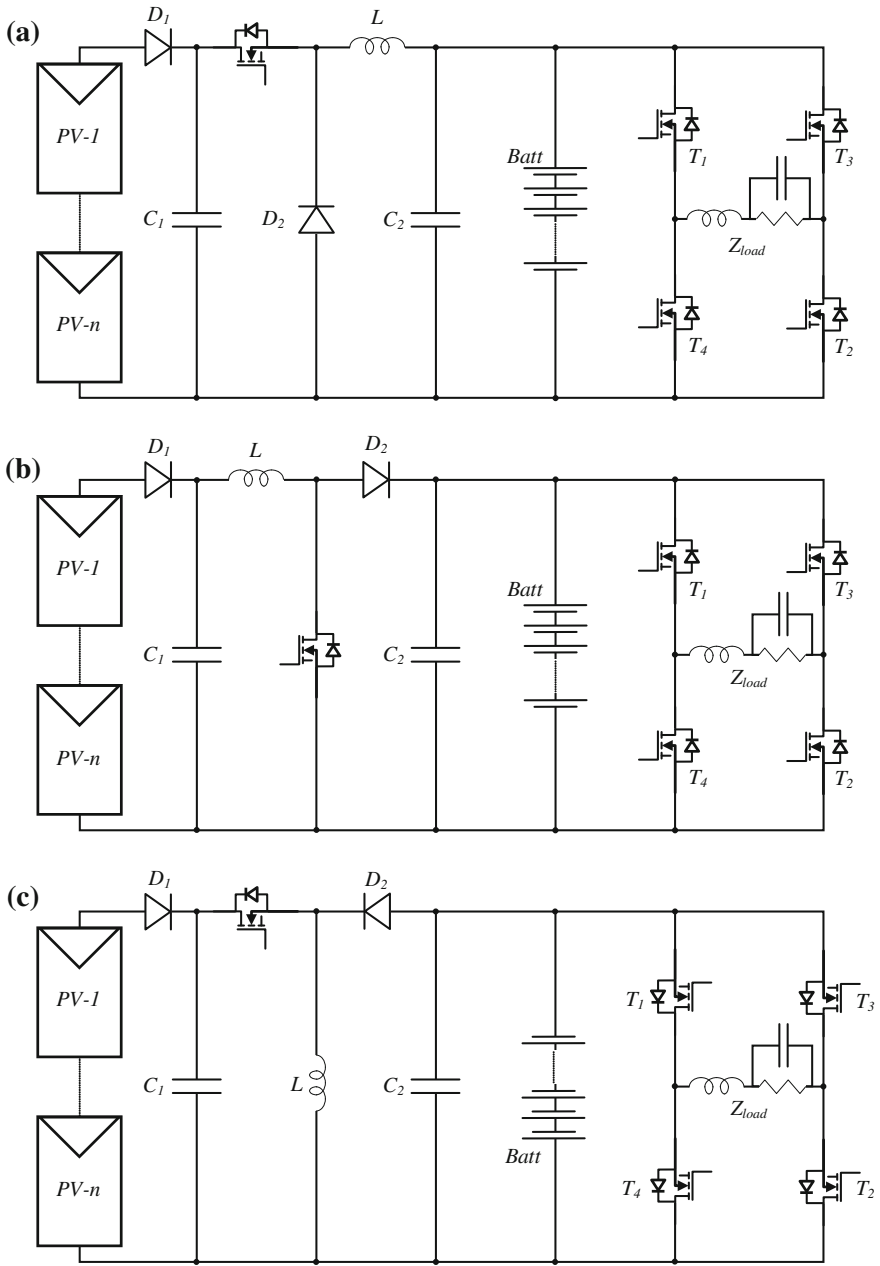 (a)
D1
L
PV-1
Batt
T1
T3
C1
D2
C2
Zload
PV-n
T4
T2
(b)
D1
L
D2
PV-1
Batt
T1
T3
C1
C2
Zload
PV-n
T4
T2
(c)
D1
D2
PV-1
T1
T3
C1
L
C2
Zload
Batt
PV-n
T4
T2